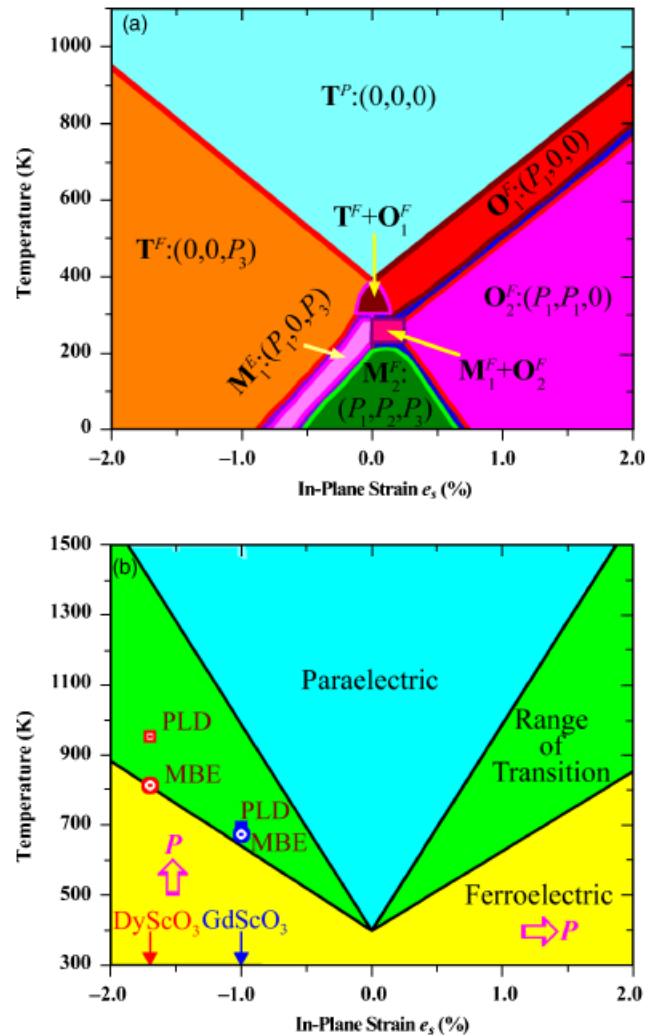 (a)
1000
800
600
400
200
0
Temperature (K)
T^P:(0,0,0)
T^F+O_1^F
O_1^F:(P_1,0,0)
T^F:(0,0,P_3)
O_2^F:(P_1,P_1,0)
M_1^E:(P_1,0,P_3)
M_1^F+O_2^F
M_2^F:
(P_1,P_2,P_3)
−2.0 −1.0 0.0 1.0 2.0
In-Plane Strain e_s (%)
(b)
1500
1300
1100
900
700
500
300
Temperature (K)
Paraelectric
Range
of
Transition
PLD
MBE
PLD
MBE
P
Ferroelectric
P
DyScO_3 GdScO_3
−2.0 −1.0 0.0 1.0 2.0
In-Plane Strain e_s (%)